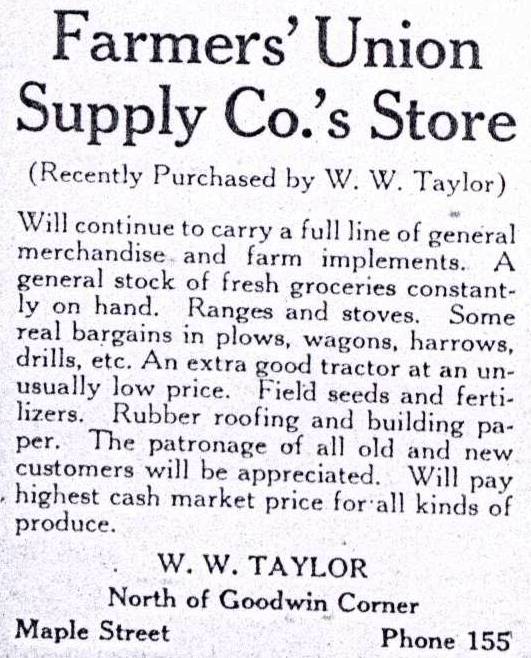 Farmers' Union
Supply Co.'s Store
(Recently Purchased by W. W. Taylor)
Will continue to carry a full line of general
merchandise and farm implements. A
general stock of fresh groceries constant-
ly on hand. Ranges and stoves. Some
real bargains in plows, wagons, harrows,
drills, etc. An extra good tractor at an un-
usually low price. Field seeds and ferti-
lizers. Rubber roofing and building pa-
per. The patronage of all old and new
customers will be appreciated. Will pay
highest cash market price for all kinds of
produce.
W. W. TAYLOR
North of Goodwin Corner
Maple Street Phone 155